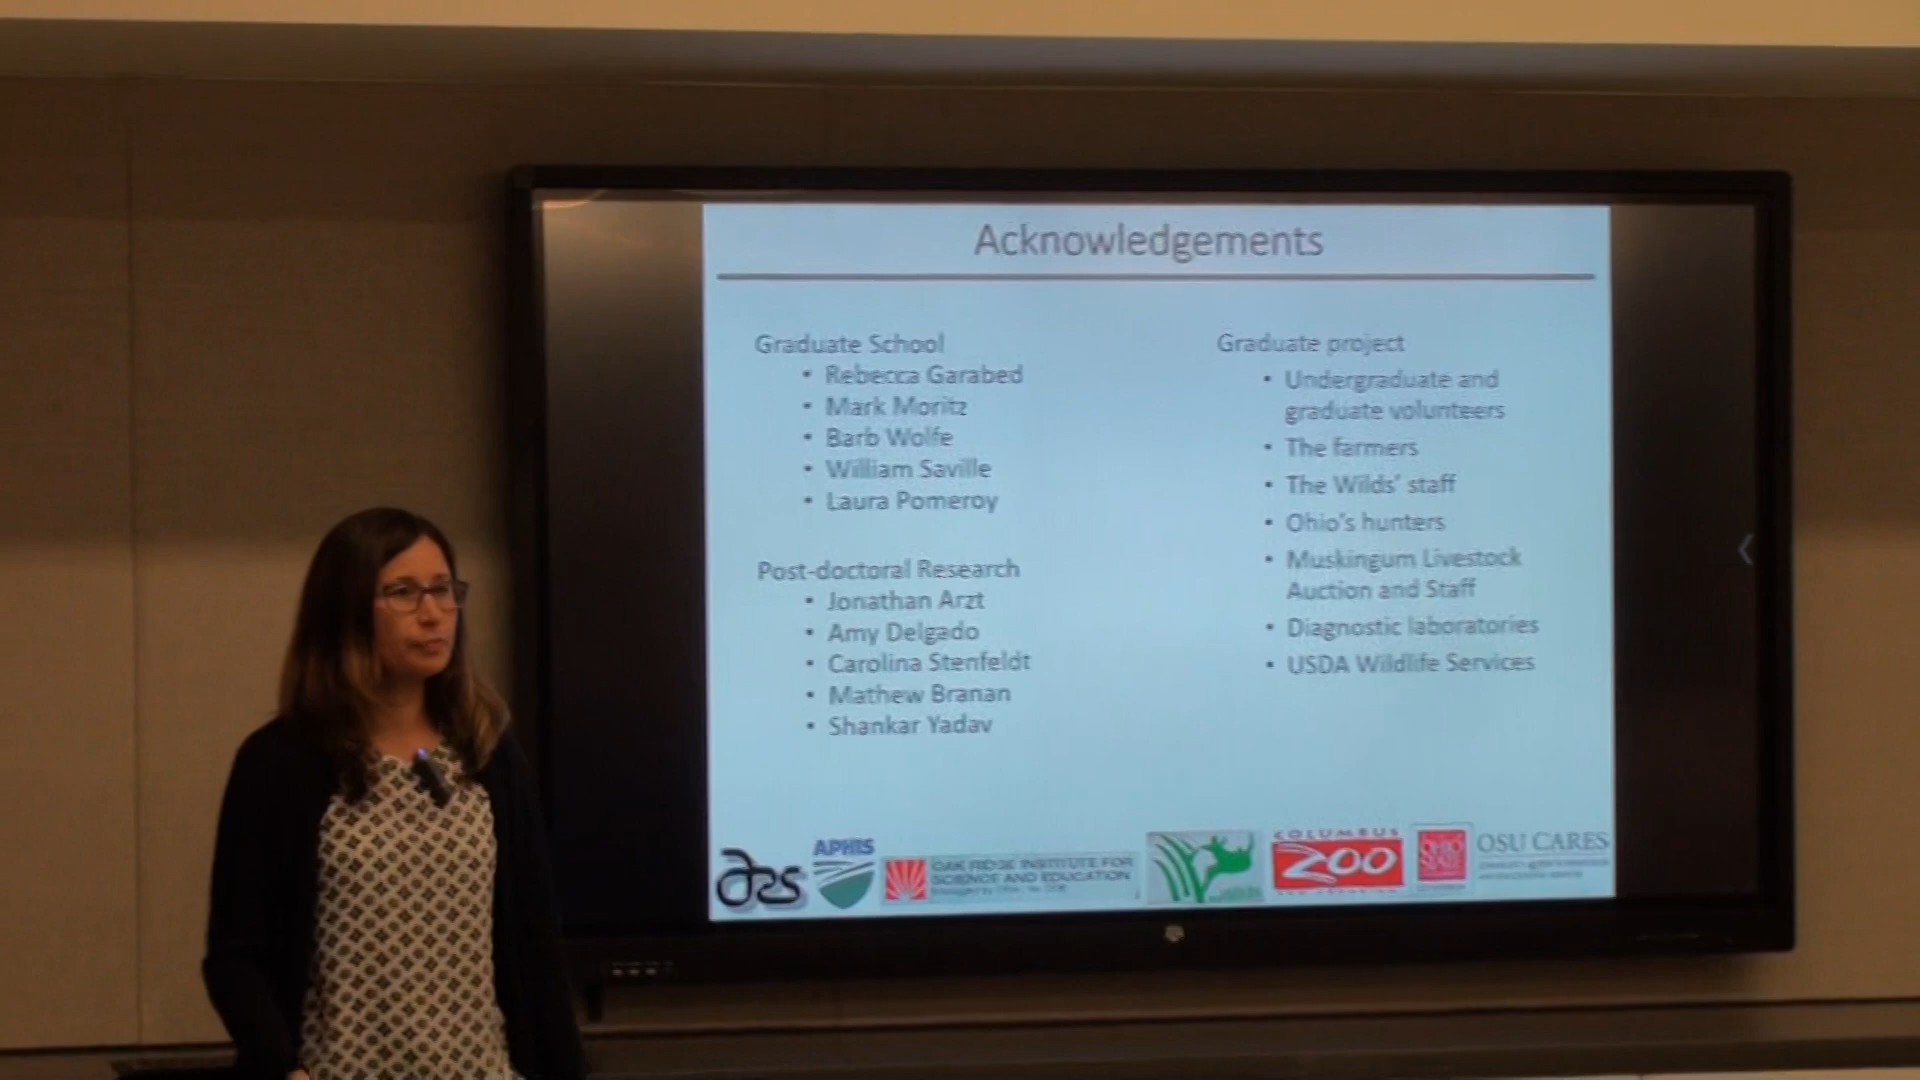 Acknowledgements
Graduate School
• Rebecca Garabed
• Mark Moritz
• Barb Wolfe
• William Saville
• Laura Pomeroy
Post-doctoral Research
• Jonathan Arzt
• Amy Delgado
• Carolina Stenfeldt
• Mathew Branan
• Shankar Yadav
Graduate project
• Undergraduate and
graduate volunteers
• The farmers
• The Wilds' staff
• Ohio's hunters
• Muskingum Livestock
Auction and Staff
• Diagnostic laboratories
• USDA Wildlife Services
ars
APHIS
OAK RIDGE INSTITUTE FOR
SCIENCE AND EDUCATION
COLUMBUS
ZOO
OHIO
STATE
OSU CARES